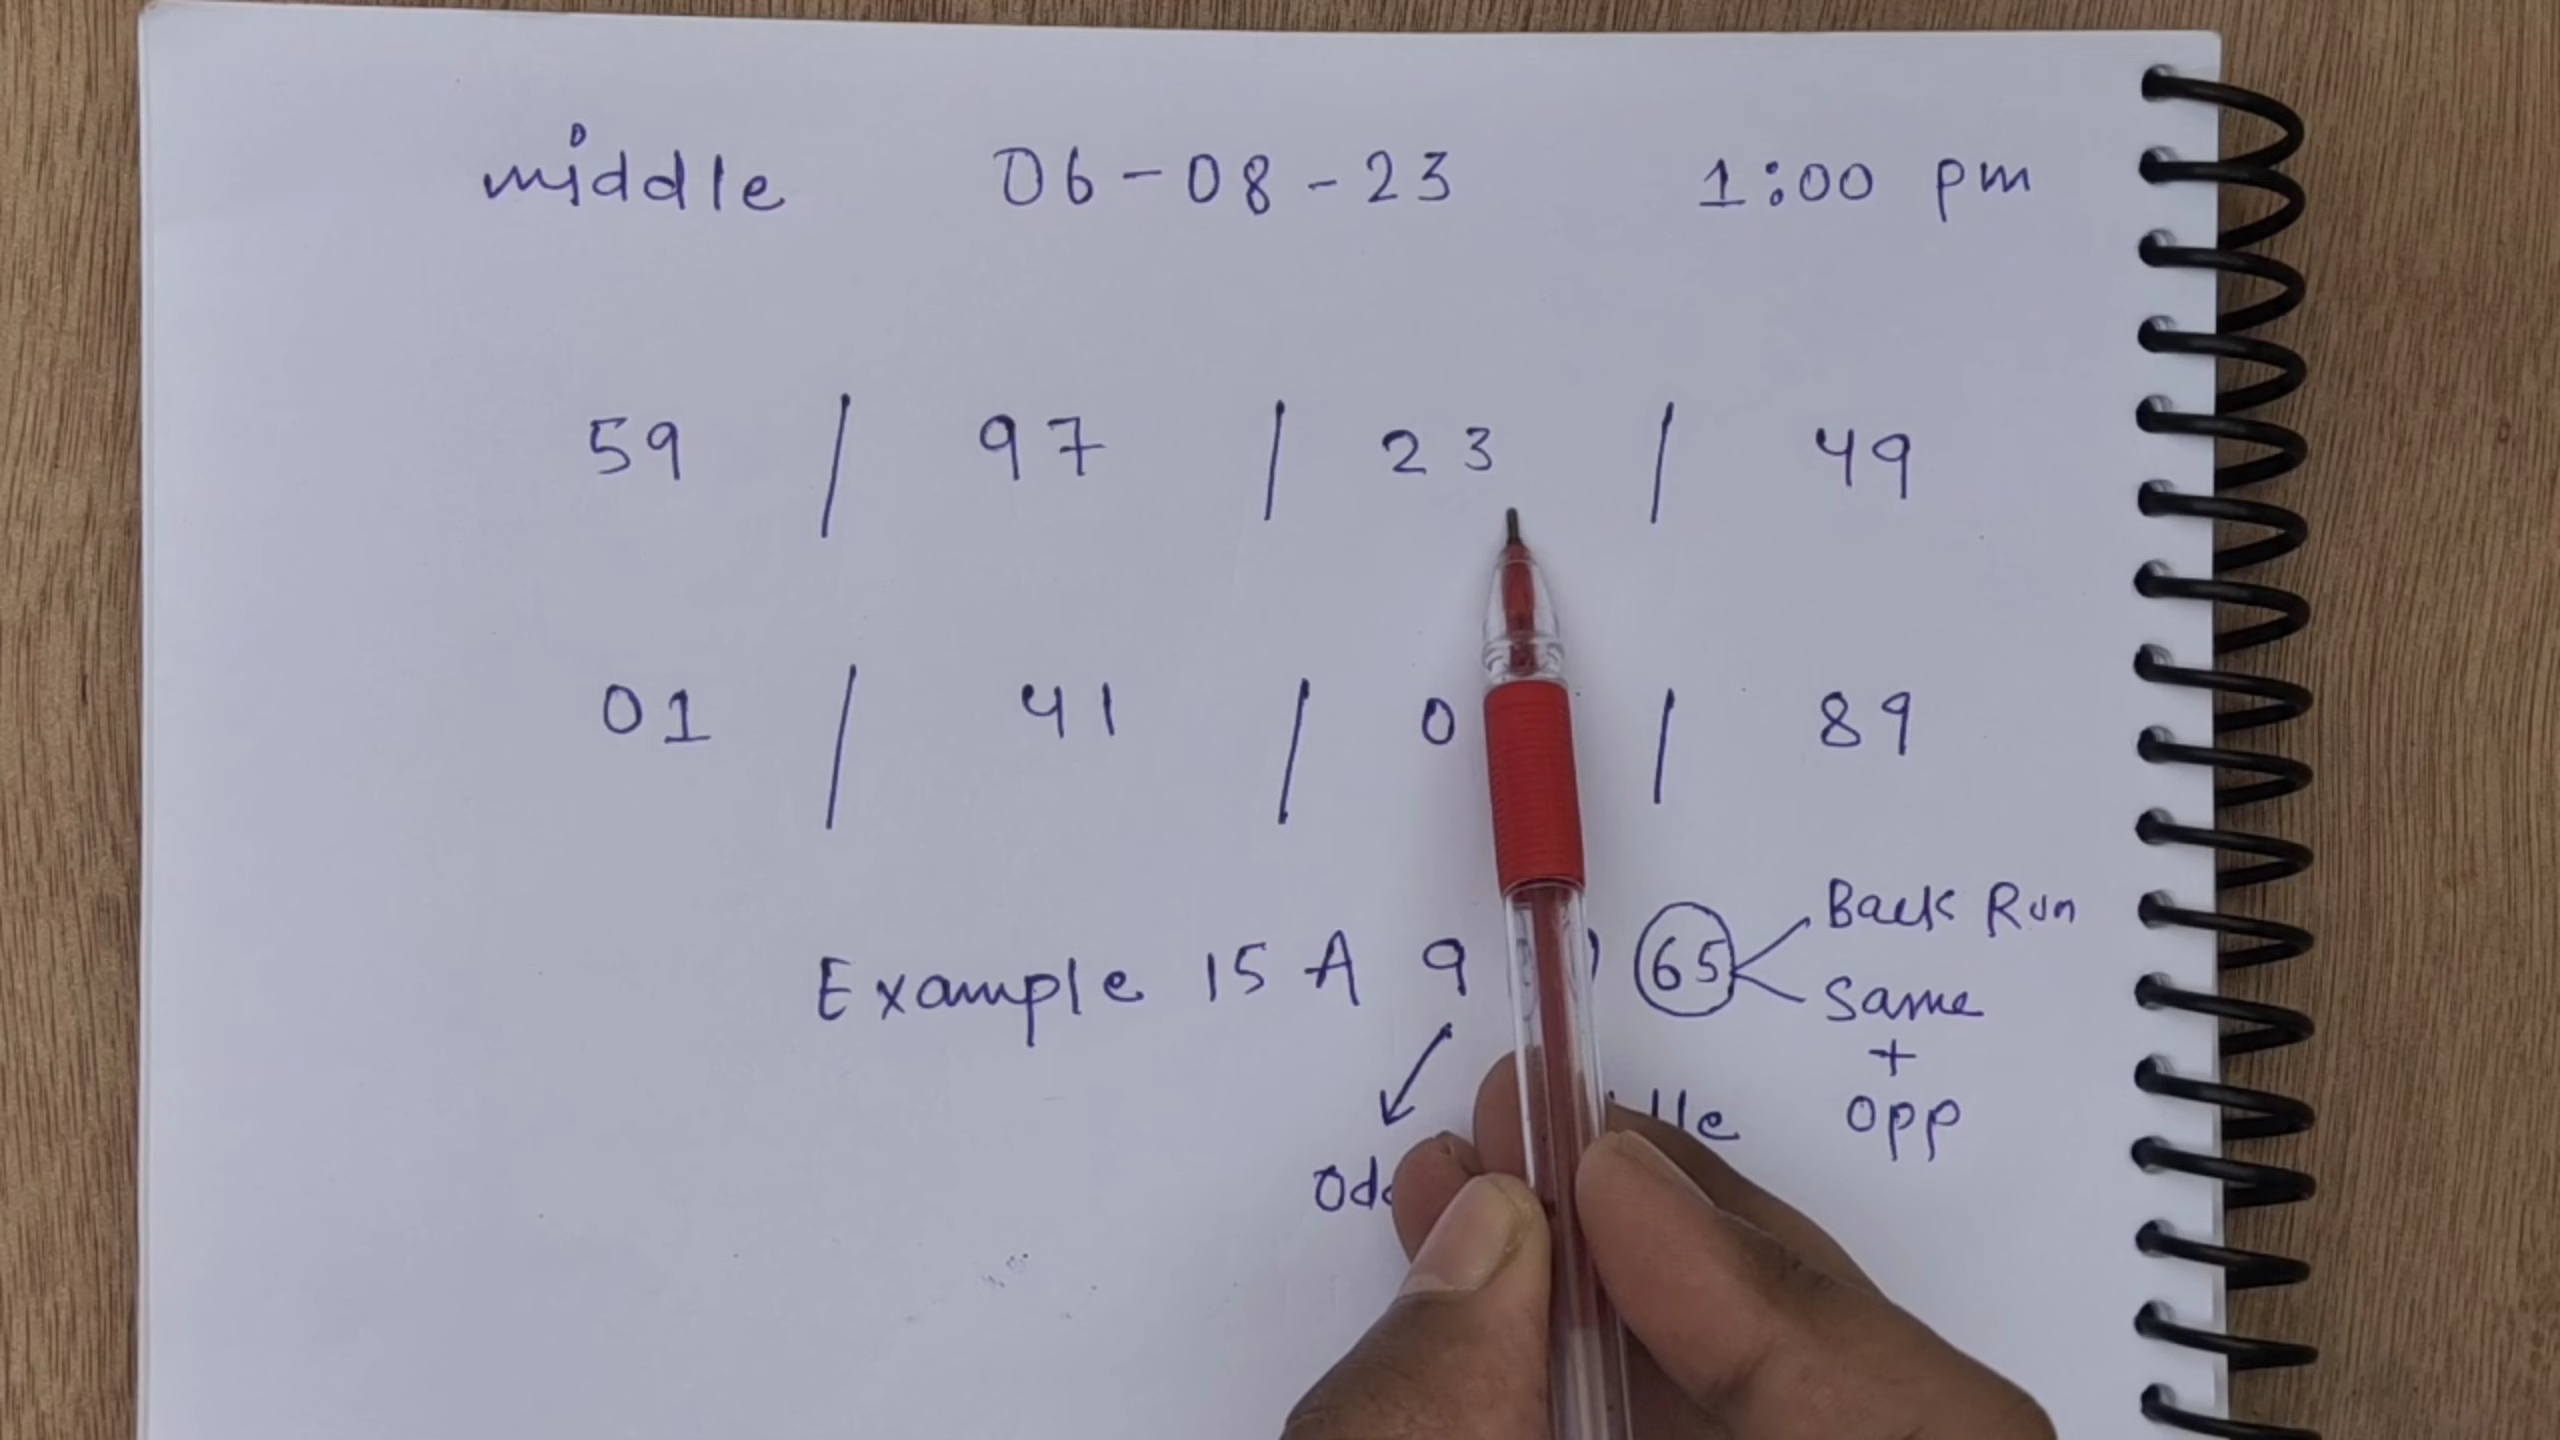 middle 06-08-23 1:00 pm
59 / 97 / 23 / 49
01 / 41 / 0 / 89
Example 15 A 9 65 Back Run
Same
+
opp